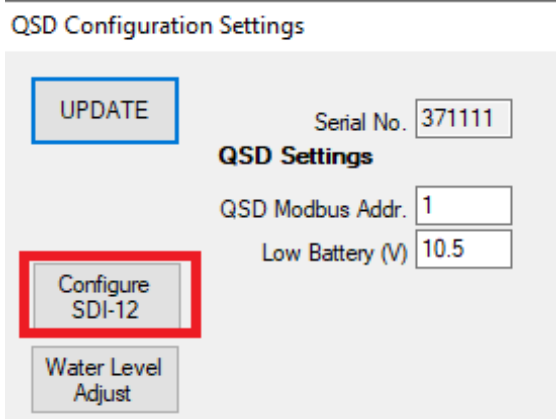 QSD Configuration Settings
UPDATE
Serial No. 371111
QSD Settings
QSD Modbus Addr. 1
Low Battery (V) 10.5
Configure
SDI-12
Water Level
Adjust